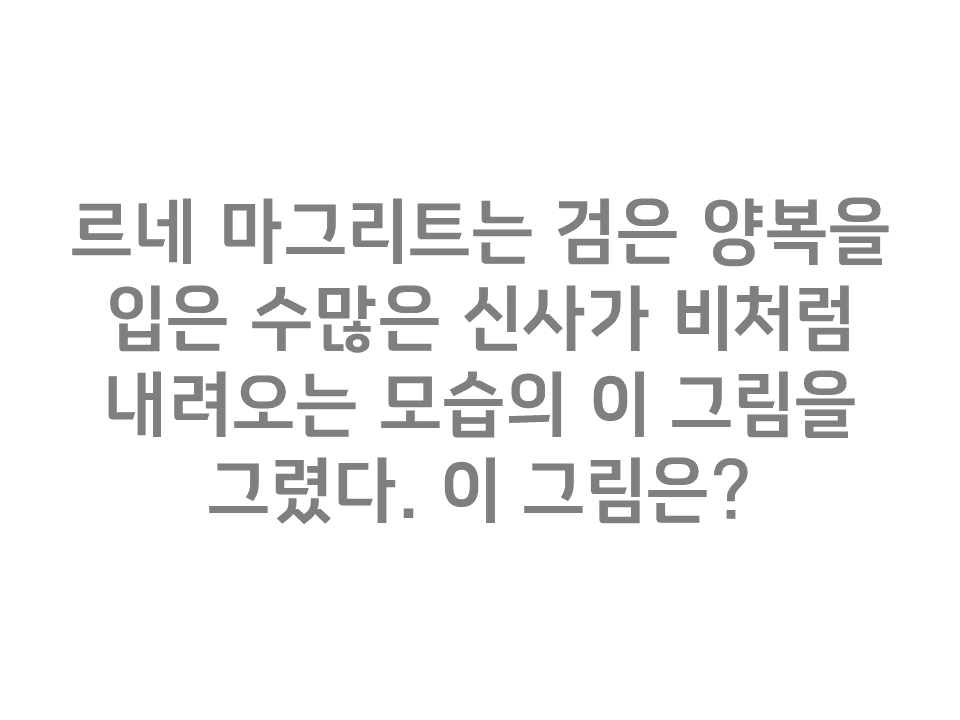 르네 마그리트는 검은 양복을
입은 수많은 신사가 비처럼
내려오는 모습의 이 그림을
그렸다. 이 그림은?